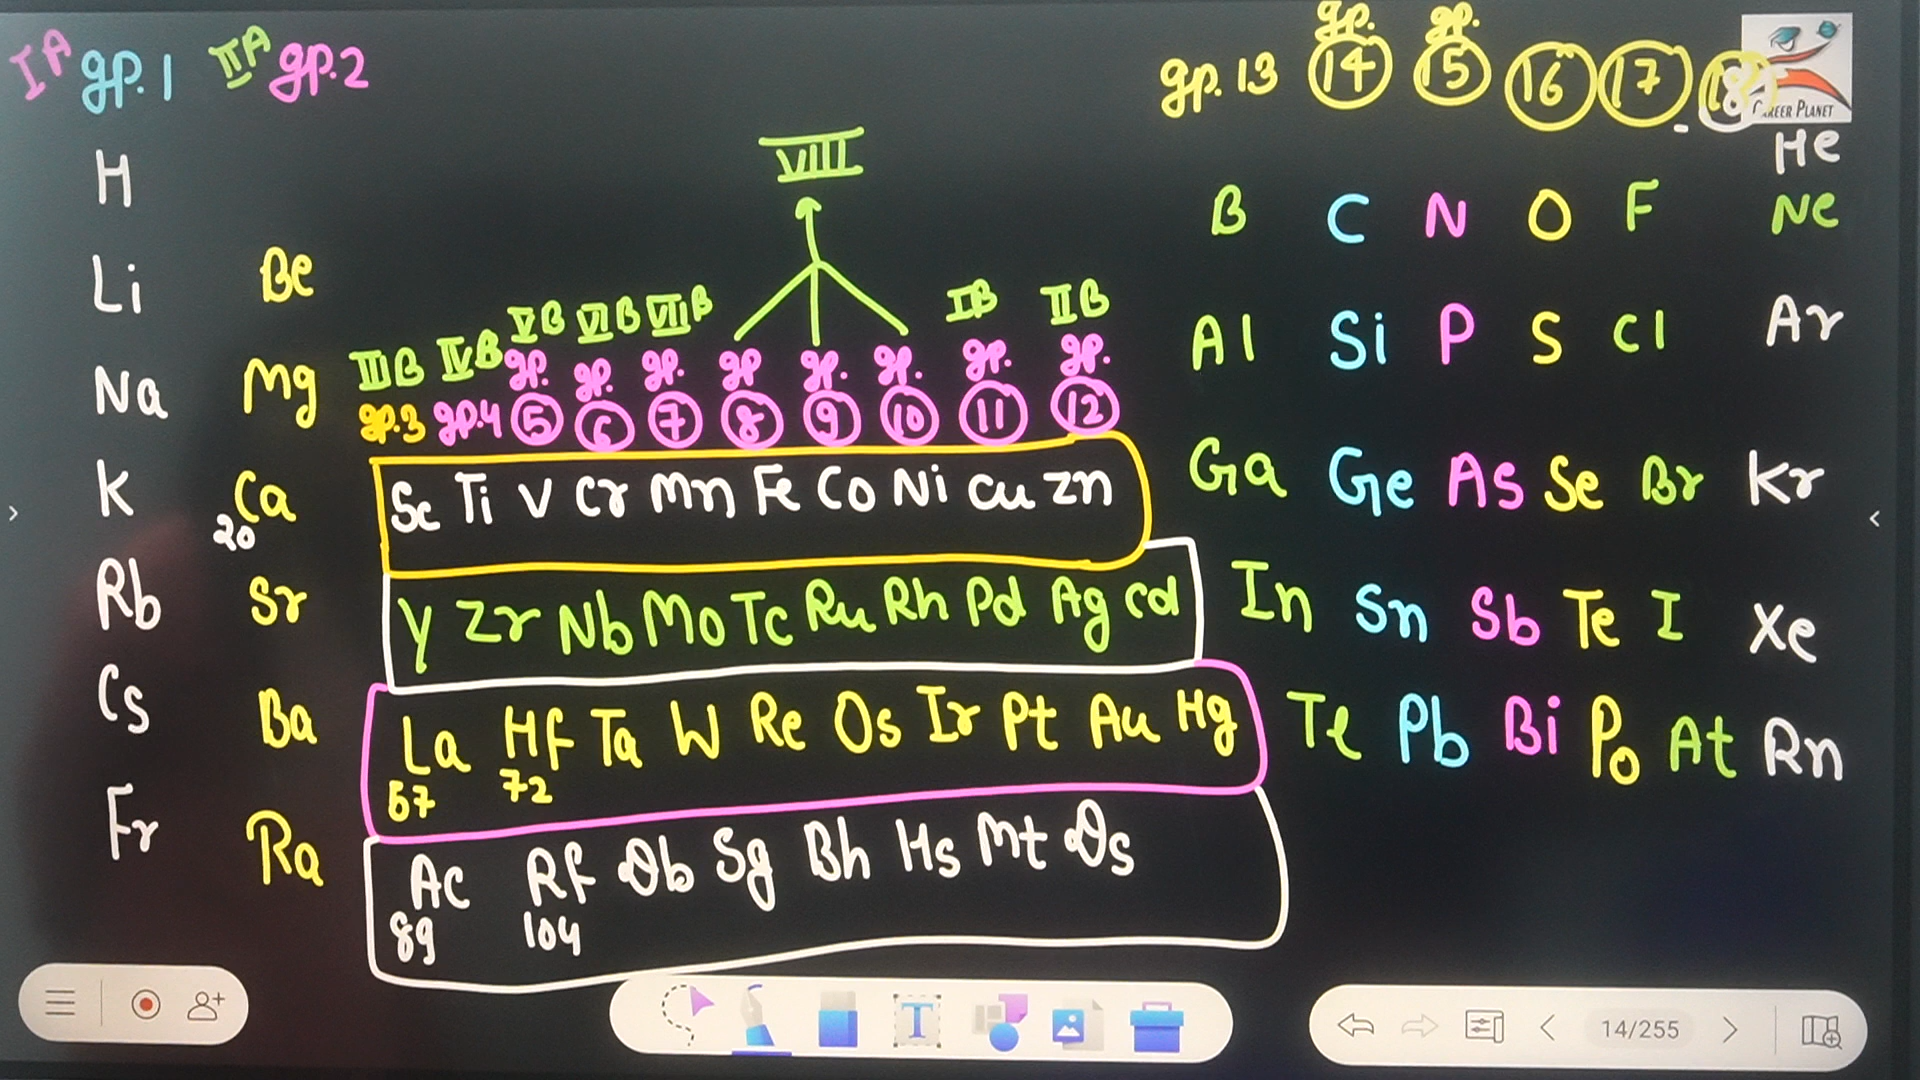 IA gp.1 IIA gp.2 gp.13 gp. 14 gp. 15 16 17 18
CAREER PLANET
H VIII He
B C N O F Ne
Li Be
IIIB IVB VB VIB VIIB IB IIB
Al Si P S Cl Ar
Na Mg gp.3 gp.4 gp. 5 gp. 6 gp. 7 gp 8 gp. 9 gp. 10 gp. 11 gp. 12
K Ca Sc Ti V Cr Mn Fe Co Ni Cu Zn Ga Ge As Se Br Kr
20
Rb Sr Y Zr Nb Mo Tc Ru Rh Pd Ag Cd In Sn Sb Te I Xe
Cs Ba La Hf Ta W Re Os Ir Pt Au Hg Tl Pb Bi Po At Rn
57 72
Fr Ra Ac Rf Db Sg Bh Hs Mt Ds
89 104
T
14/255